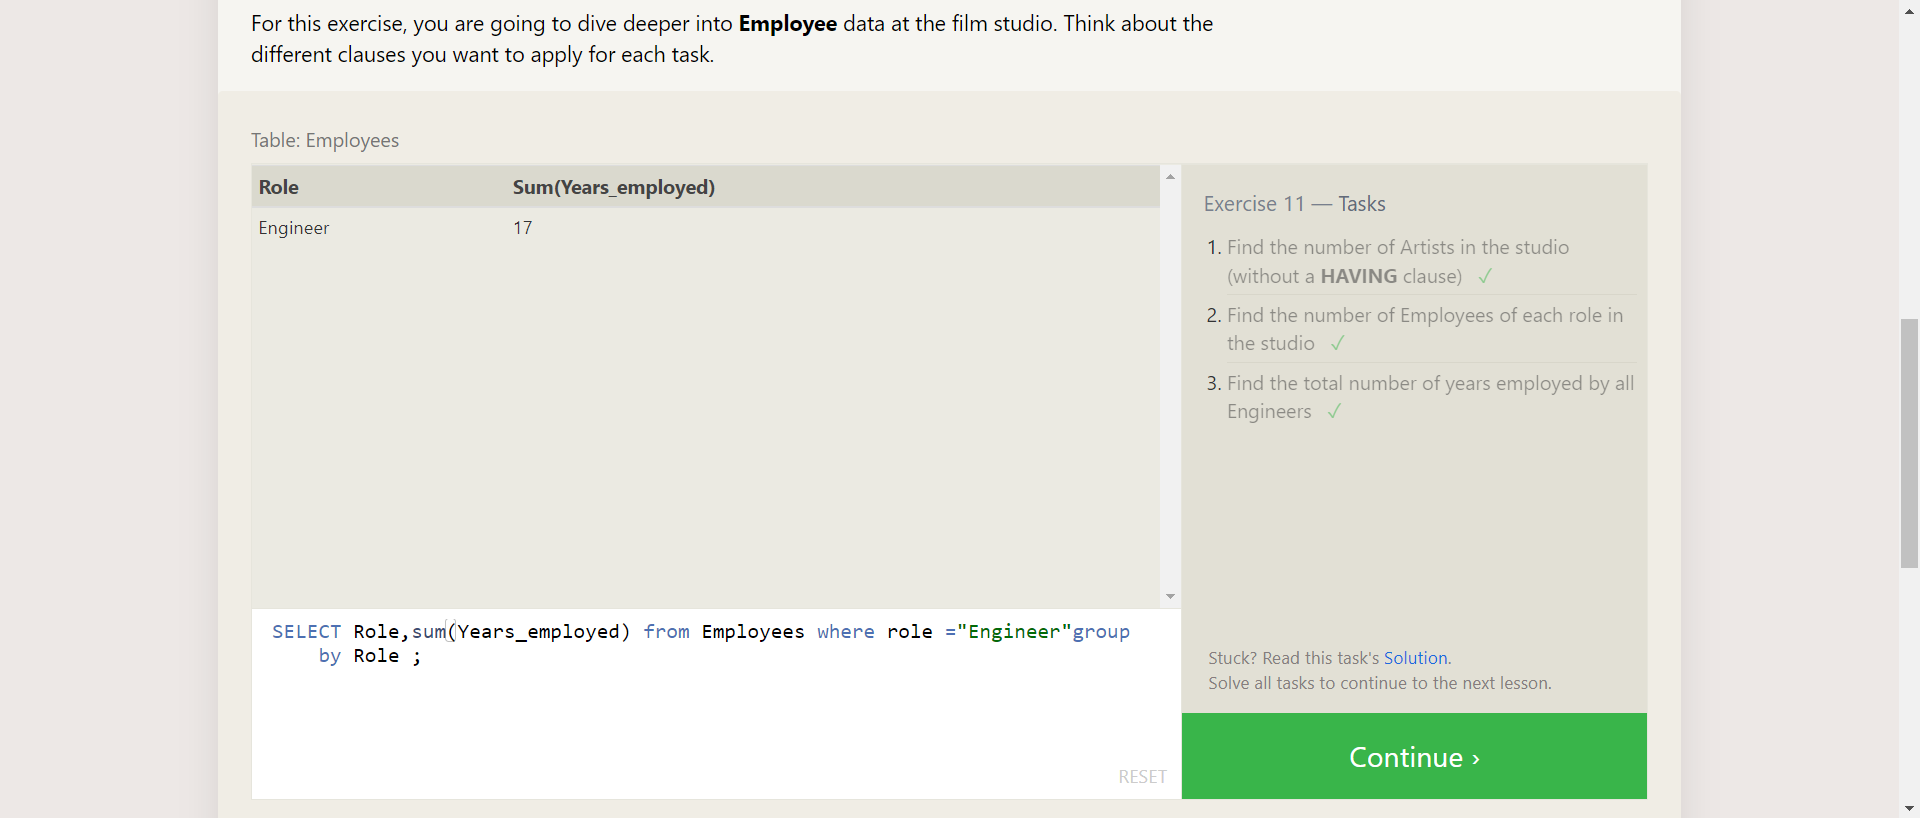 For this exercise, you are going to dive deeper into Employee data at the film studio. Think about the
different clauses you want to apply for each task.
Table: Employees
Role Sum(Years_employed)
Engineer 17
Exercise 11 — Tasks
1. Find the number of Artists in the studio
(without a HAVING clause) ✓
2. Find the number of Employees of each role in
the studio ✓
3. Find the total number of years employed by all
Engineers ✓
SELECT Role,sum(Years_employed) from Employees where role ="Engineer"group
by Role ;
RESET
Stuck? Read this task's Solution.
Solve all tasks to continue to the next lesson.
Continue ›